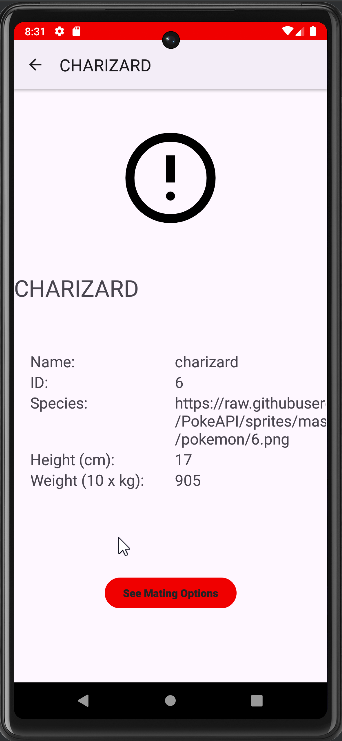 8:31
CHARIZARD
CHARIZARD
Name: charizard
ID: 6
Species: https://raw.githubuser
/PokeAPI/sprites/mas
/pokemon/6.png
Height (cm): 17
Weight (10 x kg): 905
See Mating Options